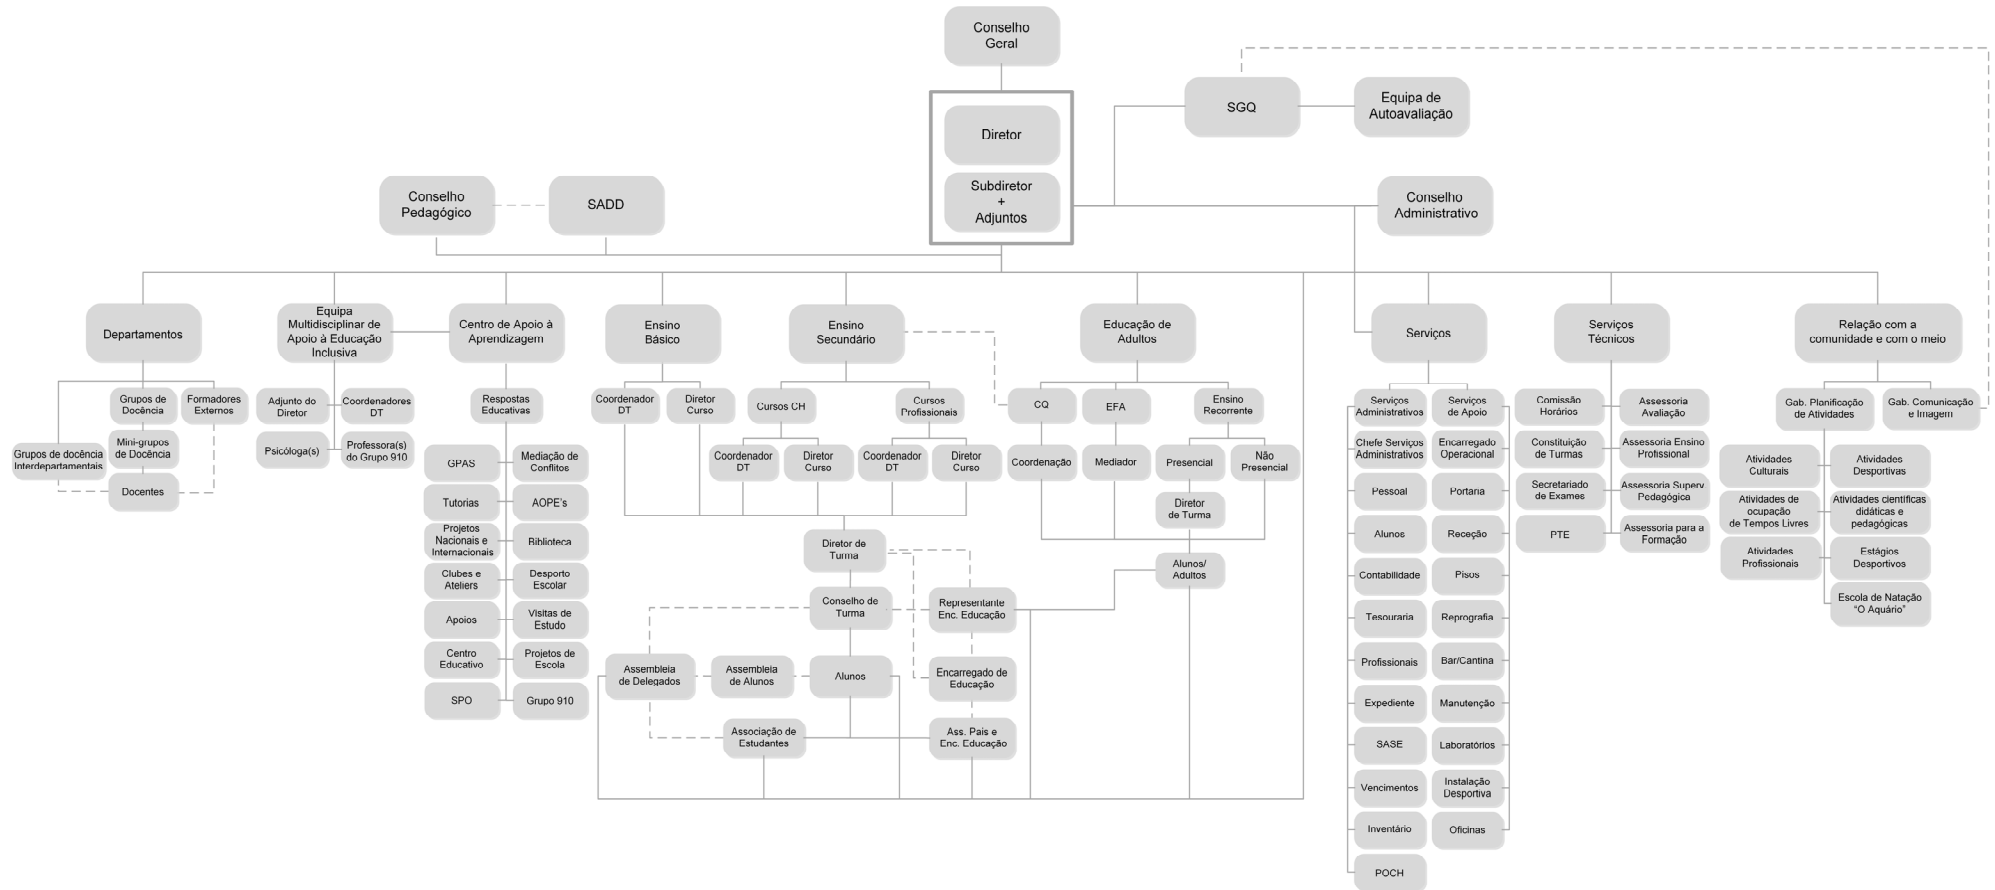 Conselho
Geral
SGQ
Equipa de
Autoavaliação
Diretor
Subdiretor
+
Adjuntos
Conselho
Pedagógico
SADD
Conselho
Administrativo
Departamentos
Equipa
Multidisciplinar de
Apoio à Educação
Inclusiva
Centro de Apoio à
Aprendizagem
Ensino
Básico
Ensino
Secundário
Educação de
Adultos
Serviços
Serviços
Técnicos
Relação com a
comunidade e com o meio
Grupos de
Docência
Formadores
Externos
Grupos de docência
Interdepartamentais
Mini-grupos
de Docência
Docentes
Adjunto do
Diretor
Coordenadores
DT
Psicóloga(s)
Professora(s)
do Grupo 910
Respostas
Educativas
GPAS
Mediação de
Conflitos
Tutorias
AOPE's
Projetos
Nacionais e
Internacionais
Biblioteca
Clubes e
Ateliers
Desporto
Escolar
Apoios
Visitas de
Estudo
Centro
Educativo
Projetos de
Escola
SPO
Grupo 910
Coordenador
DT
Diretor
Curso
Cursos CH
Cursos
Profissionais
Coordenador
DT
Diretor
Curso
Coordenador
DT
Diretor
Curso
CQ
EFA
Ensino
Recorrente
Coordenação
Mediador
Presencial
Não
Presencial
Diretor
de Turma
Alunos/
Adultos
Diretor de
Turma
Conselho de
Turma
Representante
Enc. Educação
Assembleia
de Delegados
Assembleia
de Alunos
Alunos
Encarregado de
Educação
Associação de
Estudantes
Ass. Pais e
Enc. Educação
Serviços
Administrativos
Serviços
de Apoio
Chefe Serviços
Administrativos
Encarregado
Operacional
Pessoal
Portaria
Alunos
Receção
Contabilidade
Pisos
Tesouraria
Reprografia
Profissionais
Bar/Cantina
Expediente
Manutenção
SASE
Laboratórios
Vencimentos
Instalação
Desportiva
Inventário
Oficinas
POCH
Comissão
Horários
Assessoria
Avaliação
Constituição
de Turmas
Assessoria Ensino
Profissional
Secretariado
de Exames
Assessoria Superv
Pedagógica
PTE
Assessoria para a
Formação
Gab. Planificação
de Atividades
Gab. Comunicação
e Imagem
Atividades
Culturais
Atividades
Desportivas
Atividades de
ocupação
de Tempos Livres
Atividades científicas
didáticas e
pedagógicas
Atividades
Profissionais
Estágios
Desportivos
Escola de Natação
“O Aquário”